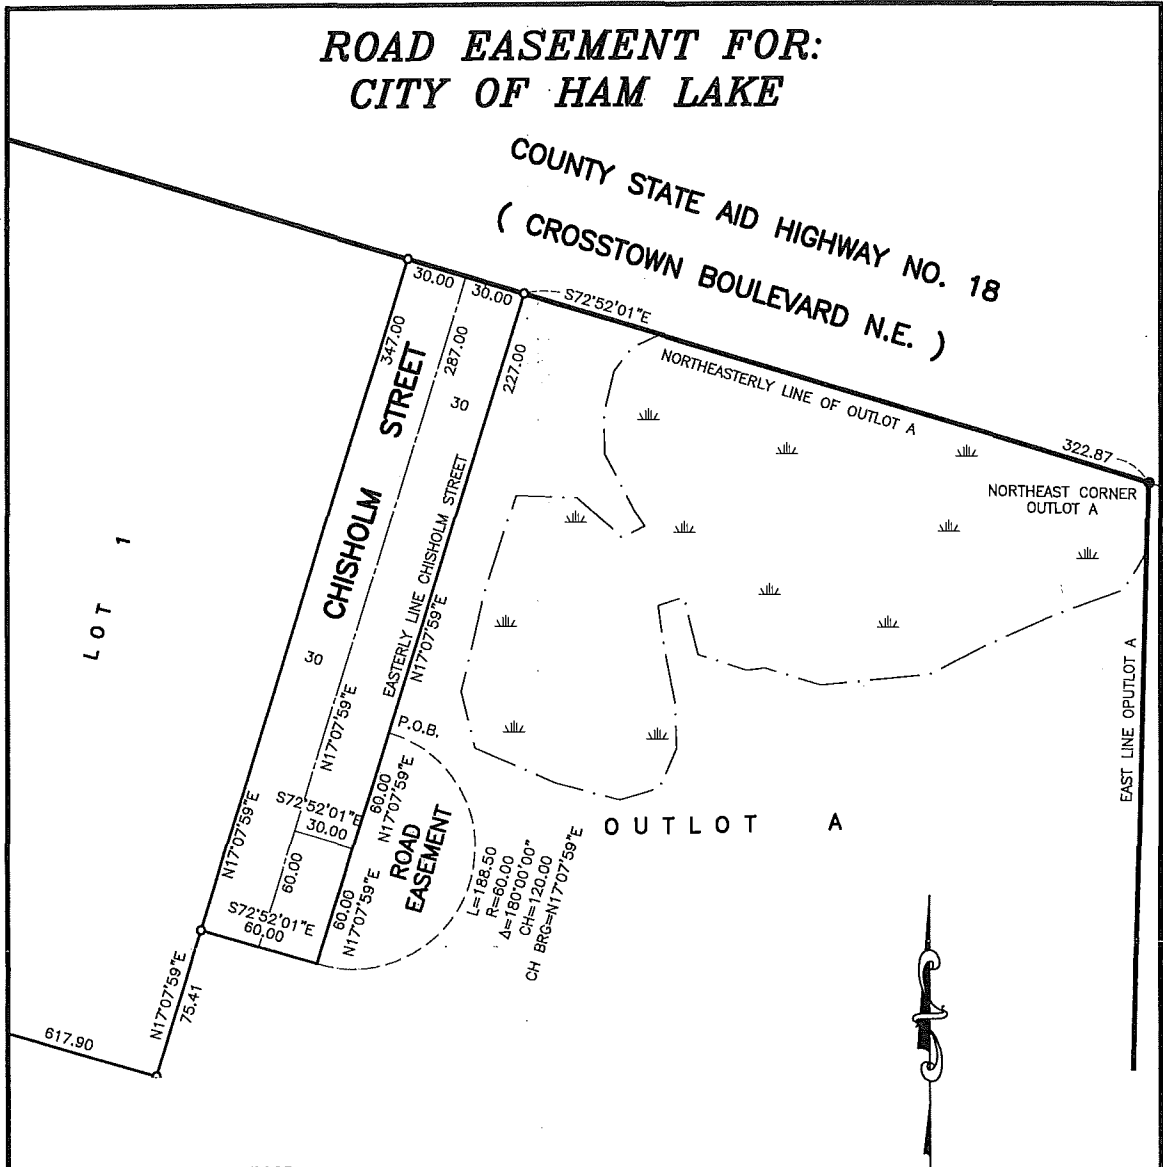 ROAD EASEMENT FOR:
CITY OF HAM LAKE
COUNTY STATE AID HIGHWAY NO. 18
( CROSSTOWN BOULEVARD N.E. )
30.00
30.00
S72°52'01"E
347.00
287.00
227.00
NORTHEASTERLY LINE OF OUTLOT A
322.87
NORTHEAST CORNER
OUTLOT A
30
CHISHOLM STREET
EASTERLY LINE CHISHOLM STREET
N17°07'59"E
LOT 1
30
N17°07'59"E
P.O.B.
EAST LINE OPUTLOT A
N17°07'59"E
S72°52'01"E
30.00
60.00
N17°07'59"E
ROAD
EASEMENT
OUTLOT A
60.00
60.00
N17°07'59"E
L=188.50
R=60.00
Δ=180°00'00"
CH=120.00
CH BRG=N17°07'59"E
S72°52'01"E
60.00
N17°07'59"E
75.41
617.90